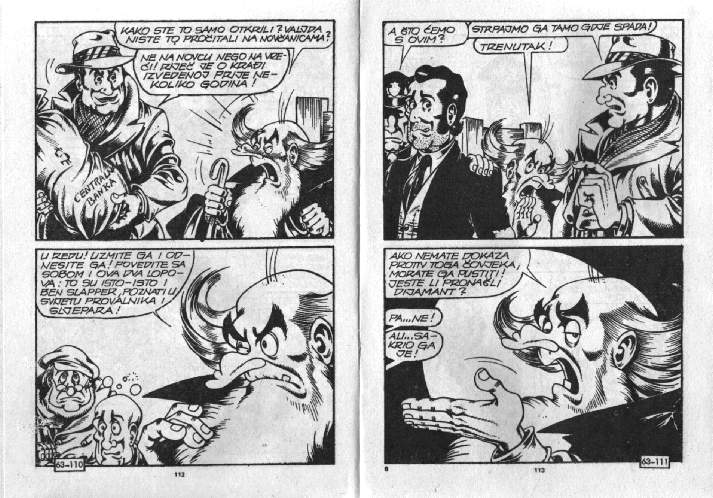 KAKO STE TO SAMO OTKRILI? VALJDA
NISTE TO PROČITALI NA NOVČANICAMA?
NE NA NOVCU NEGO NA VRE-
ĆI! RIJEČ JE O KRAĐI
IZVEDENOJ PRIJE NE-
KOLIKO GODINA!
$
CENTRALNA
BANKA
U REDU! UZMITE GA I OD-
NESITE GA! POVEDITE SA
SOBOM I OVA DVA LOPO-
VA: TO SU ISTO-ISTO I
BEN SLAPPER, POZNATI U
SVIJETU PROVALNIKA I
SLJEPARA!
63-110
113
A ŠTO ĆEMO
S OVIM?
STRPAJMO GA TAMO GDJE SPADA!
TRENUTAK!
AKO NEMATE DOKAZA
PROTIV TOGA ČOVJEKA,
MORATE GA PUSTITI!
JESTE LI PRONAŠLI
DIJAMANT?
PA...NE!
ALI...SA-
KRIO GA
JE!
8
113
63-111